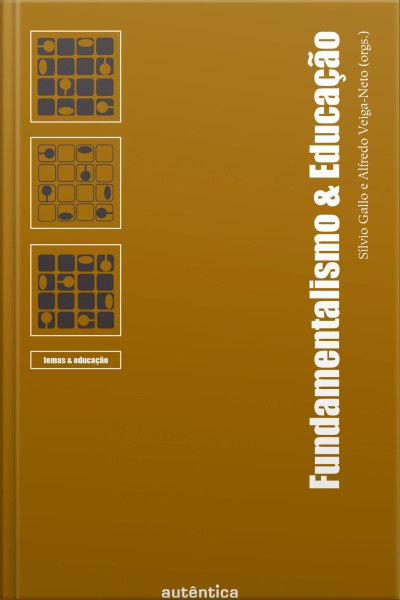 Fundamentalismo & Educação
Sílvio Gallo e Alfredo Veiga-Neto (orgs.)
temas & educação
autêntica